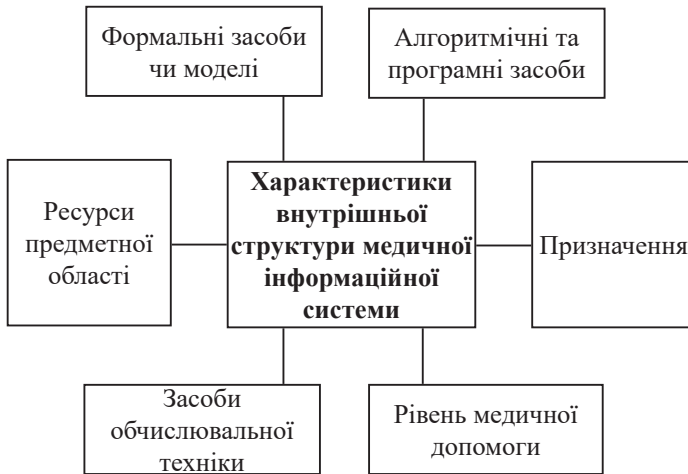 Формальні засоби
чи моделі
Алгоритмічні та
програмні засоби
Ресурси
предметної
області
Характеристики
внутрішньої
структури медичної
інформаційної
системи
Призначення
Засоби
обчислювальної
техніки
Рівень медичної
допомоги